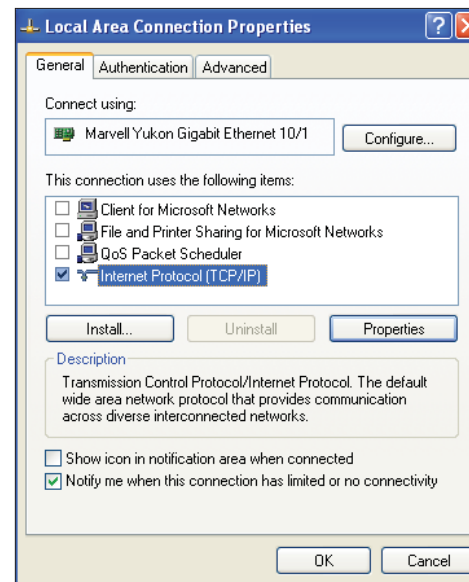 Local Area Connection Properties
General
Authentication
Advanced
Connect using:
Marvell Yukon Gigabit Ethernet 10/1
Configure...
This connection uses the following items:
Client for Microsoft Networks
File and Printer Sharing for Microsoft Networks
QoS Packet Scheduler
Internet Protocol (TCP/IP)
Install...
Uninstall
Properties
Description
Transmission Control Protocol/Internet Protocol. The default
wide area network protocol that provides communication
across diverse interconnected networks.
Show icon in notification area when connected
Notify me when this connection has limited or no connectivity
OK
Cancel